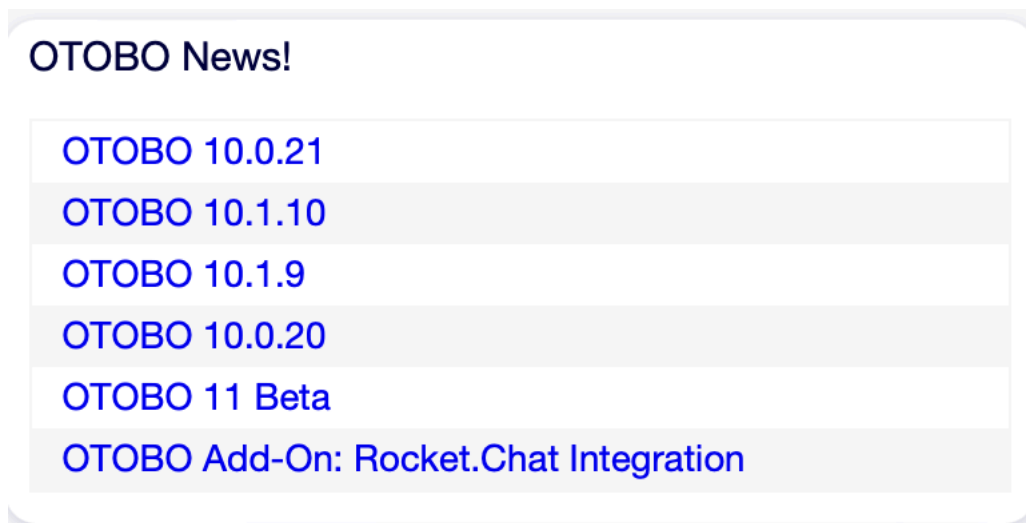 OTOBO News!
OTOBO 10.0.21
OTOBO 10.1.10
OTOBO 10.1.9
OTOBO 10.0.20
OTOBO 11 Beta
OTOBO Add-On: Rocket.Chat Integration